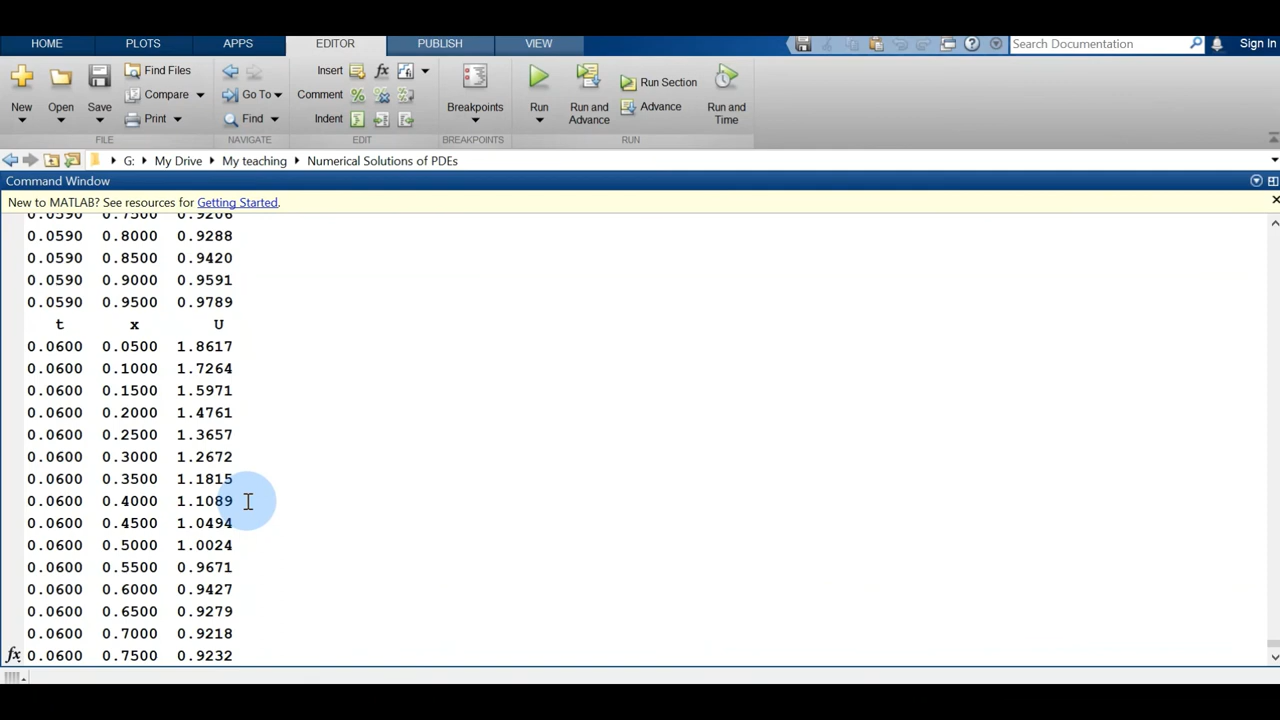 HOME PLOTS APPS EDITOR PUBLISH VIEW Search Documentation Sign In
New Open Save Find Files Compare Print Go To Find Insert fx Comment Indent Breakpoints Run Run and Advance Run Section Advance Run and Time
FILE NAVIGATE EDIT BREAKPOINTS RUN
G: My Drive My teaching Numerical Solutions of PDEs
Command Window
New to MATLAB? See resources for Getting Started.
0.0590 0.7500 0.9206
0.0590 0.8000 0.9288
0.0590 0.8500 0.9420
0.0590 0.9000 0.9591
0.0590 0.9500 0.9789
t x U
0.0600 0.0500 1.8617
0.0600 0.1000 1.7264
0.0600 0.1500 1.5971
0.0600 0.2000 1.4761
0.0600 0.2500 1.3657
0.0600 0.3000 1.2672
0.0600 0.3500 1.1815
0.0600 0.4000 1.1089
0.0600 0.4500 1.0494
0.0600 0.5000 1.0024
0.0600 0.5500 0.9671
0.0600 0.6000 0.9427
0.0600 0.6500 0.9279
0.0600 0.7000 0.9218
fx 0.0600 0.7500 0.9232